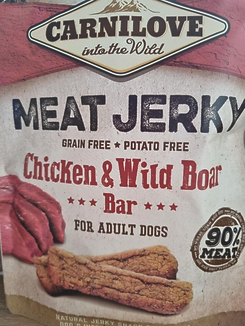 CARNILOVE
into the Wild
MEAT JERKY
GRAIN FREE ★ POTATO FREE
Chicken & Wild Boar
★★★ Bar ★★★
FOR ADULT DOGS
90%
MEAT
NATURAL JERKY